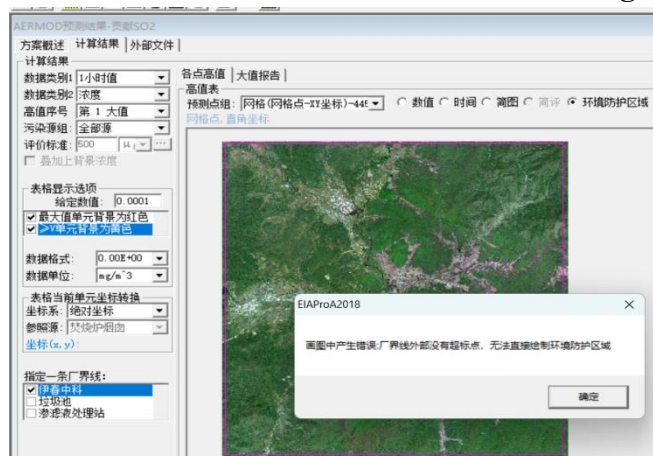 AERMOD预测结果-贡献SO2
方案概述 计算结果 外部文件
计算结果
数据类别1 1小时值
数据类别2 浓度
高值序号 第 1 大值
污染源组: 全部源
评价标准: 500
叠加上背景浓度
表格显示选项
给定数值: 0.0001
最大值单元背景为红色
≥V单元背景为黄色
数据格式: 0.00E+00
数据单位: mg/m^3
表格当前单元坐标转换
坐标系: 绝对坐标
参照源: 焚烧炉烟囱
坐标(x, y):
指定一条厂界线:
伊春中科
垃圾池
渗滤液处理站
各点高值 大值报告
高值表
预测点组: 网格(网格点-XY坐标)-445 数值 时间 简图 简评 环境防护区域
网格点, 直角坐标
EIAProA2018
画图中产生错误:厂界线外部没有超标点，无法直接绘制环境防护区域
确定